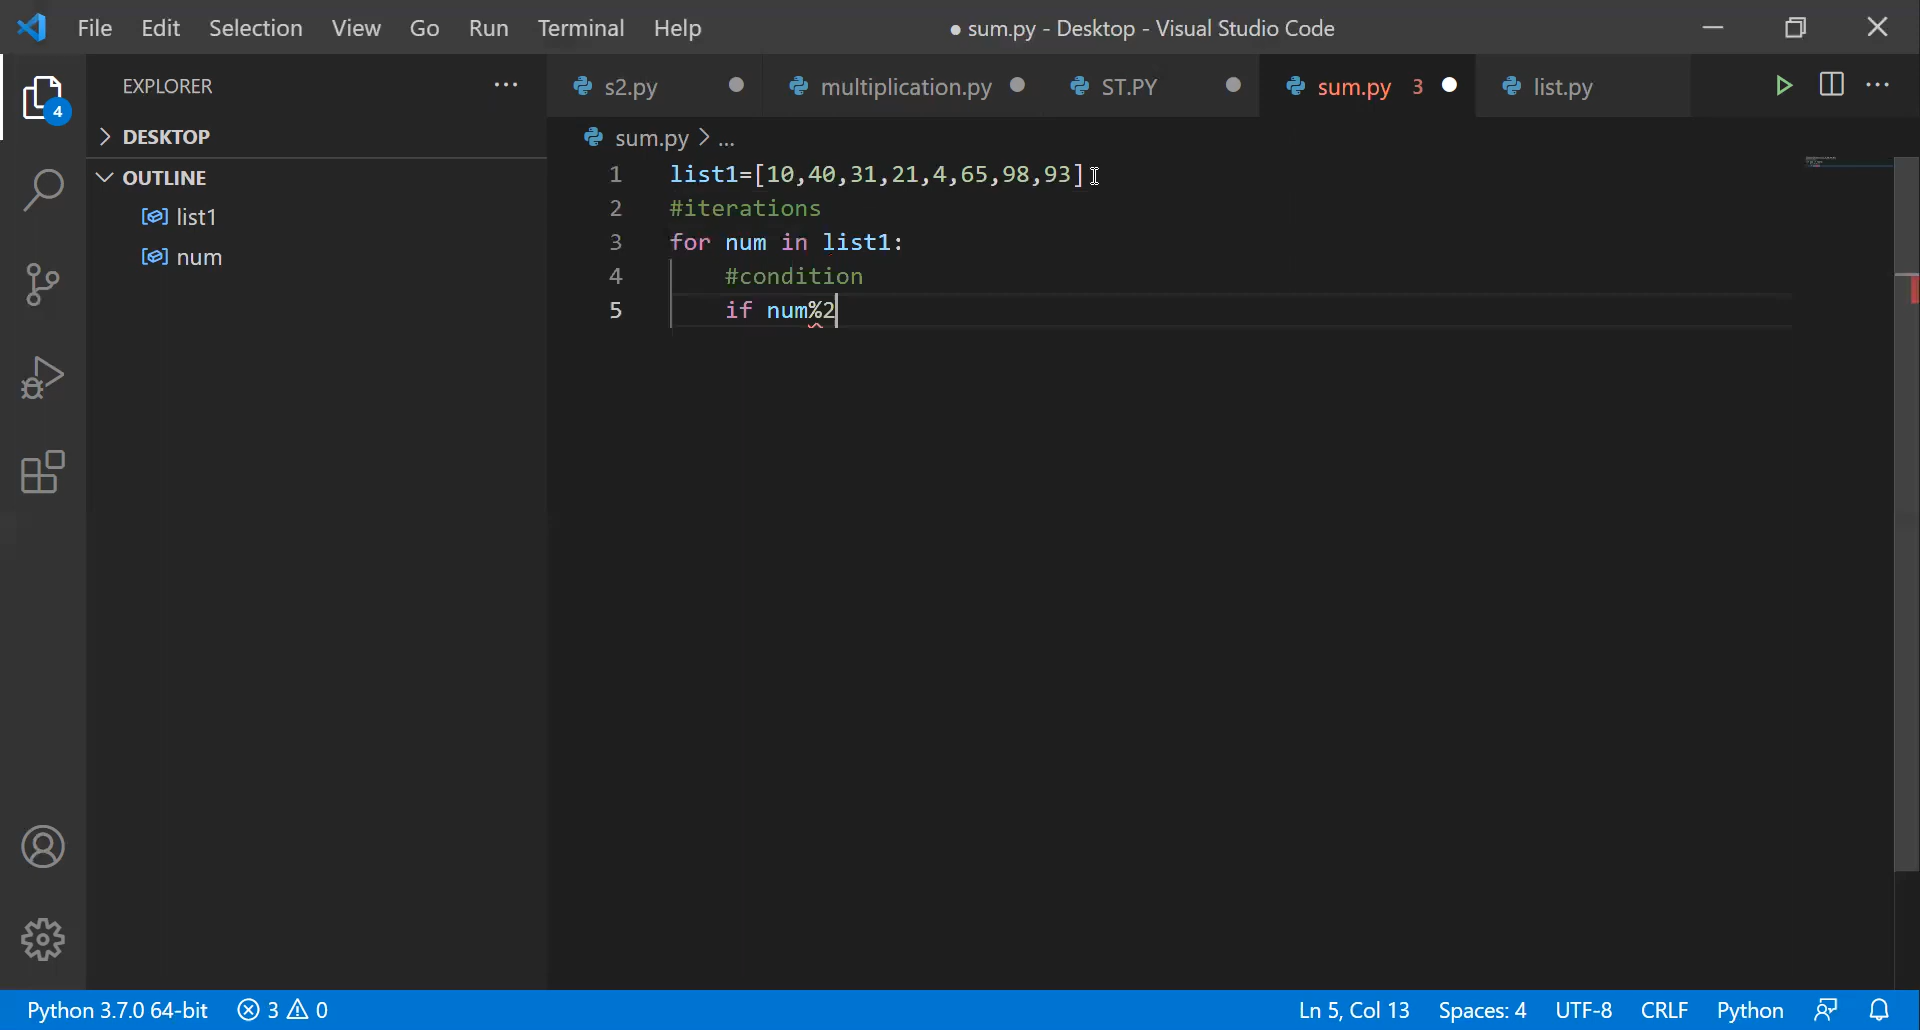 File Edit Selection View Go Run Terminal Help ● sum.py - Desktop - Visual Studio Code
4
EXPLORER ...
DESKTOP
OUTLINE
list1
num
s2.py multiplication.py ST.PY sum.py 3 list.py
sum.py > ...
1 list1=[10,40,31,21,4,65,98,93]
2 #iterations
3 for num in list1:
4 #condition
5 if num%2
Python 3.7.0 64-bit 3 0 Ln 5, Col 13 Spaces: 4 UTF-8 CRLF Python